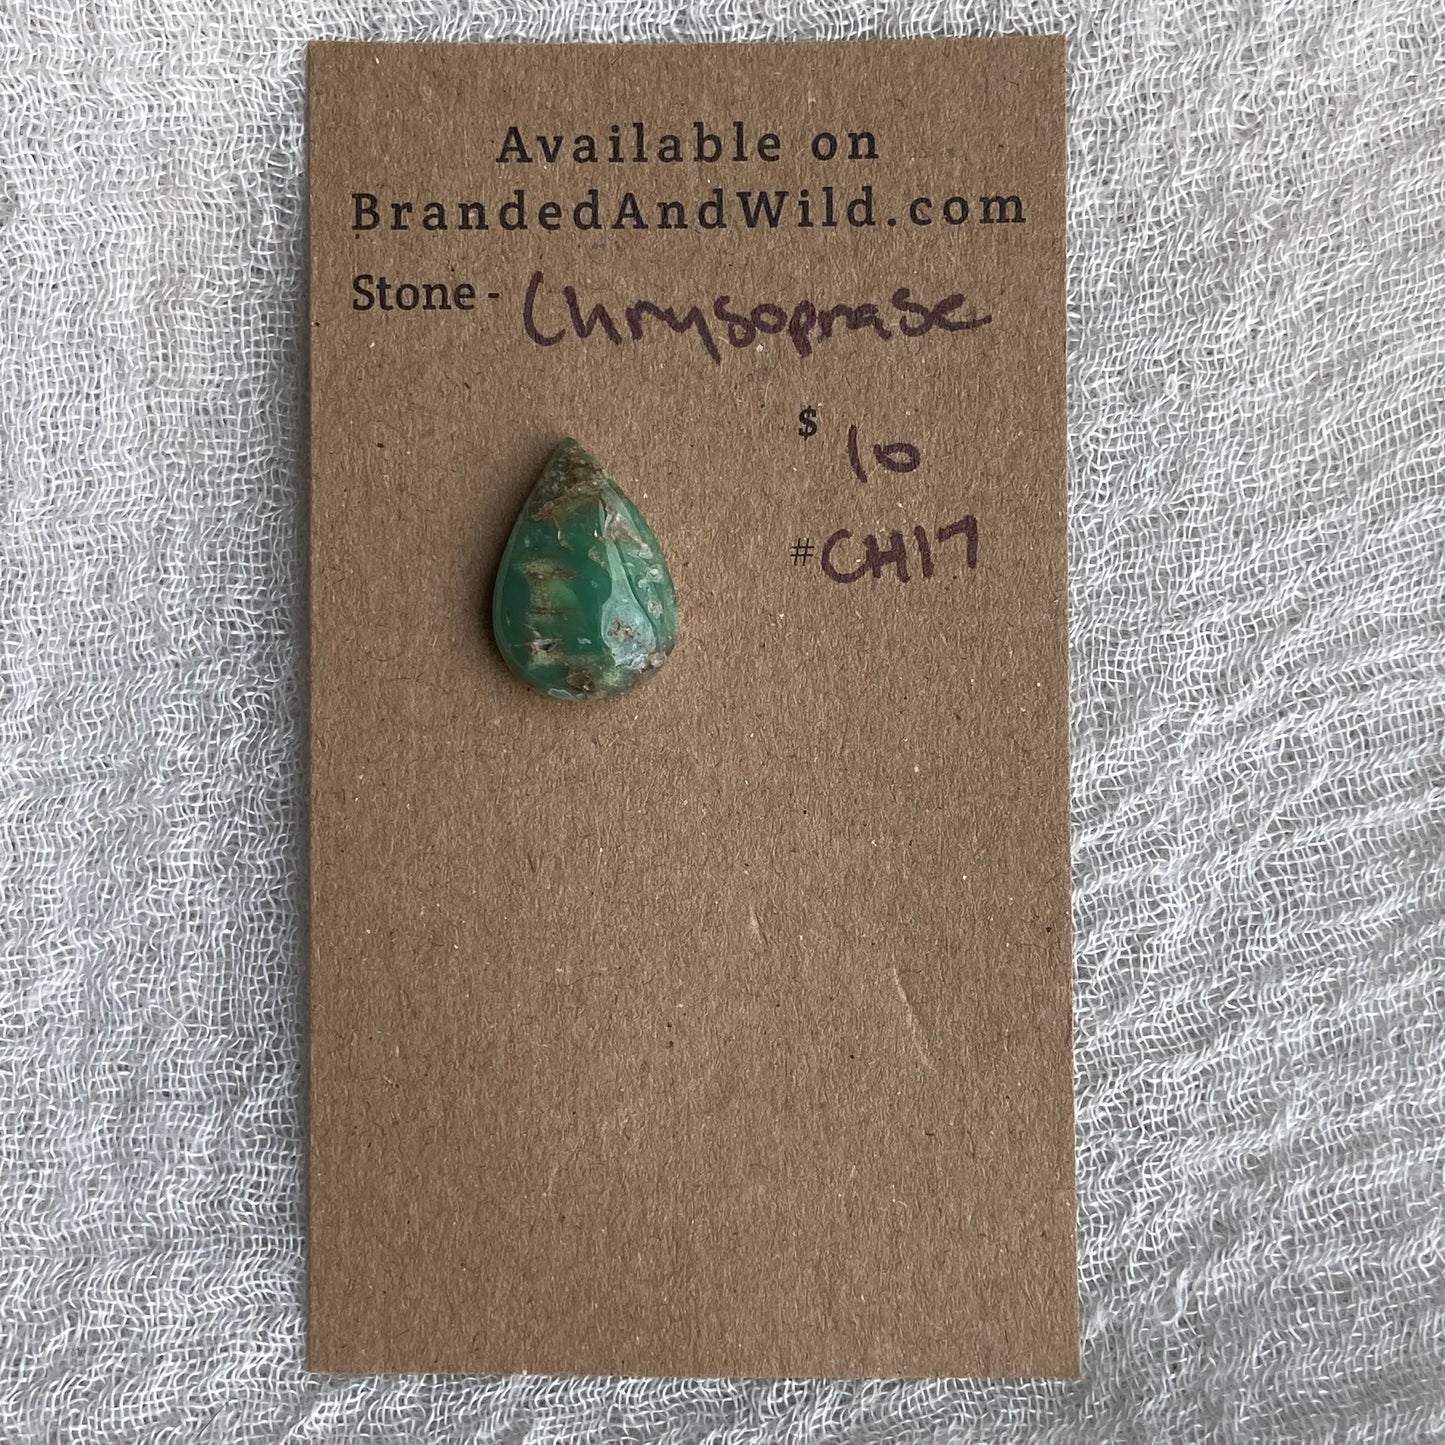 Available on
BrandedAndWild.com
Stone - Chrysoprase
$ 10
# CH17